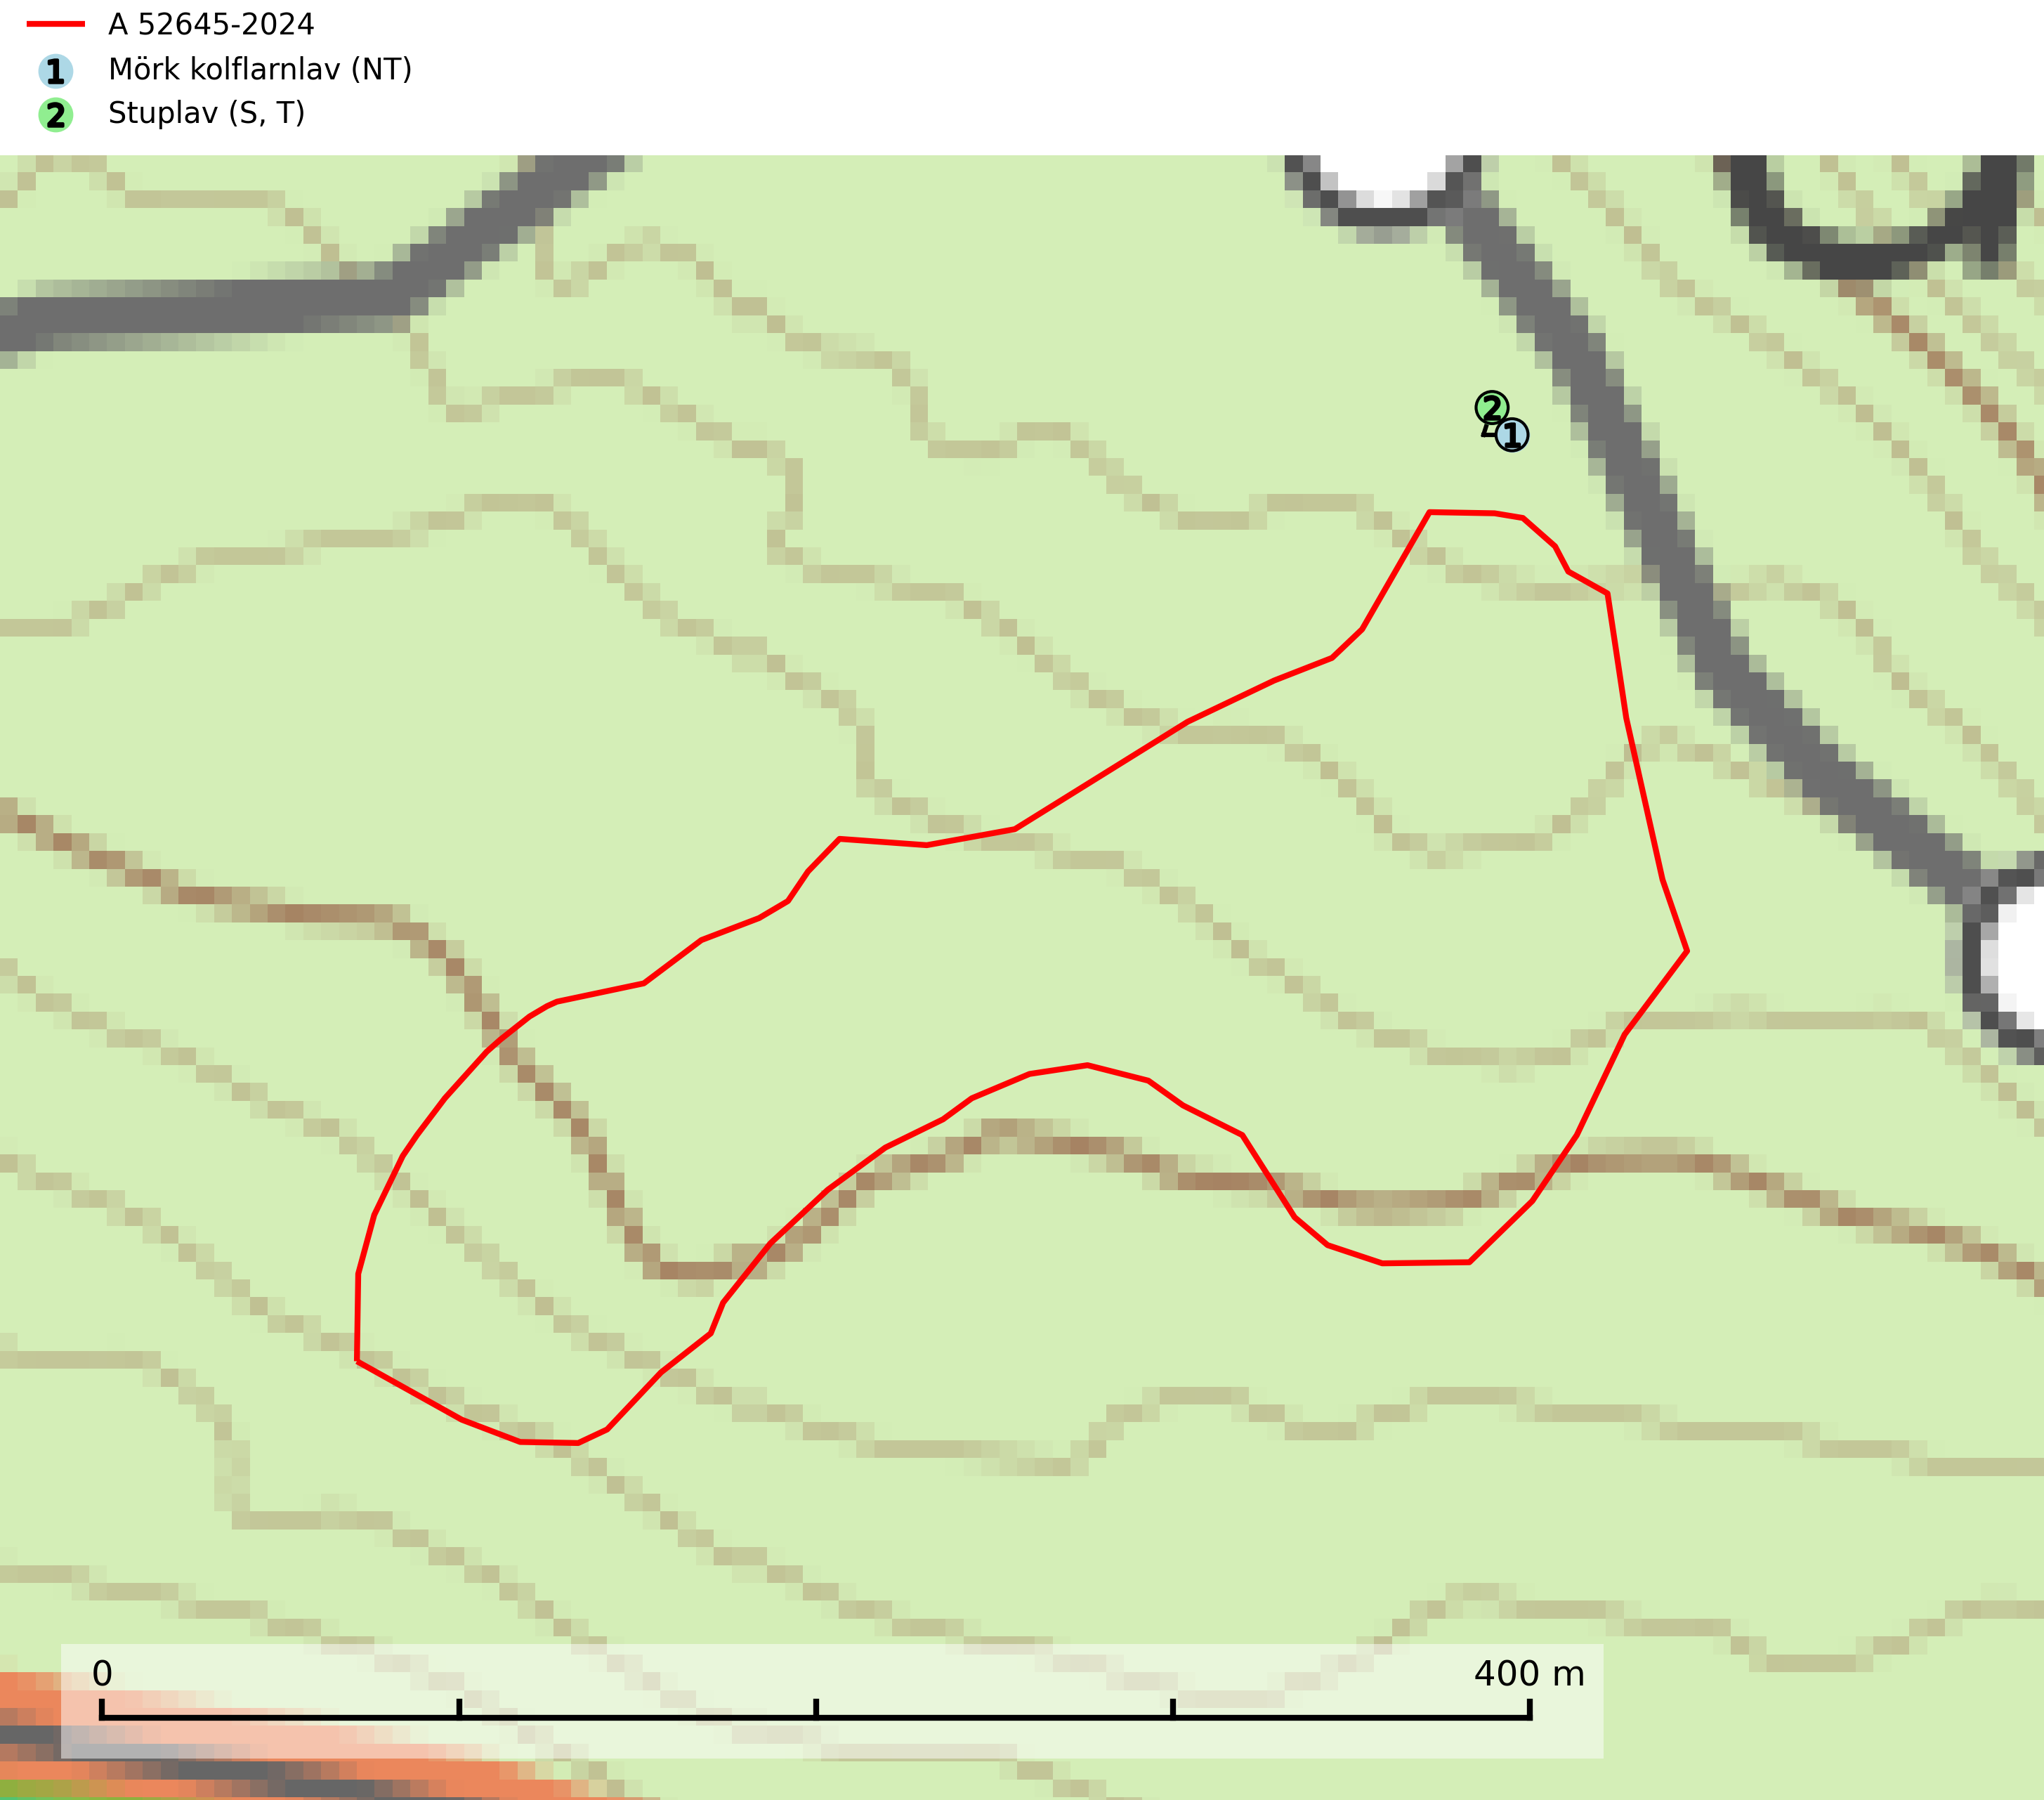 A 52645-2024
1 Mörk kolflarnlav (NT)
2 Stuplav (S, T)
2
1
0 400 m